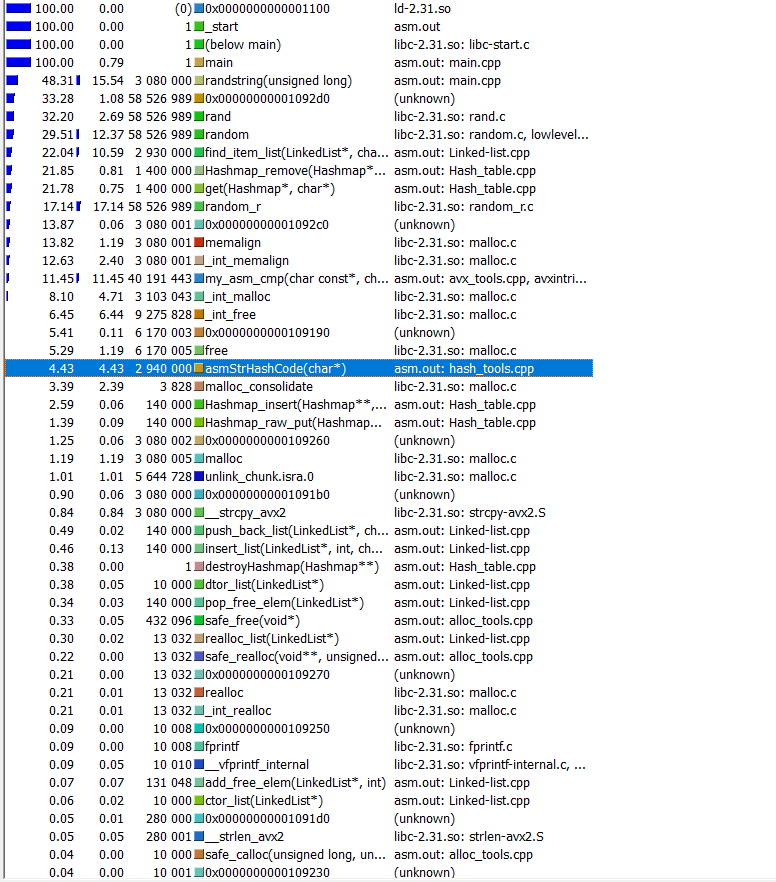 100.00 0.00 (0) 0x0000000000001100 ld-2.31.so
100.00 0.00 1 _start asm.out
100.00 0.00 1 (below main) libc-2.31.so: libc-start.c
100.00 0.79 1 main asm.out: main.cpp
48.31 15.54 3 080 000 randstring(unsigned long) asm.out: main.cpp
33.28 1.08 58 526 989 0x00000000001092d0 (unknown)
32.20 2.69 58 526 989 rand libc-2.31.so: rand.c
29.51 12.37 58 526 989 random libc-2.31.so: random.c, lowlevel...
22.04 10.59 2 930 000 find_item_list(LinkedList*, cha... asm.out: Linked-list.cpp
21.85 0.81 1 400 000 Hashmap_remove(Hashmap*... asm.out: Hash_table.cpp
21.78 0.75 1 400 000 get(Hashmap*, char*) asm.out: Hash_table.cpp
17.14 17.14 58 526 989 random_r libc-2.31.so: random_r.c
13.87 0.06 3 080 001 0x00000000001092c0 (unknown)
13.82 1.19 3 080 001 memalign libc-2.31.so: malloc.c
12.63 2.40 3 080 001 _int_memalign libc-2.31.so: malloc.c
11.45 11.45 40 191 443 my_asm_cmp(char const*, ch... asm.out: avx_tools.cpp, avxintri...
8.10 4.71 3 103 043 _int_malloc libc-2.31.so: malloc.c
6.45 6.44 9 275 828 _int_free libc-2.31.so: malloc.c
5.41 0.11 6 170 003 0x0000000000109190 (unknown)
5.29 1.19 6 170 005 free libc-2.31.so: malloc.c
4.43 4.43 2 940 000 asmStrHashCode(char*) asm.out: hash_tools.cpp
3.39 2.39 3 828 malloc_consolidate libc-2.31.so: malloc.c
2.59 0.06 140 000 Hashmap_insert(Hashmap**,... asm.out: Hash_table.cpp
1.39 0.09 140 000 Hashmap_raw_put(Hashmap... asm.out: Hash_table.cpp
1.25 0.06 3 080 002 0x0000000000109260 (unknown)
1.19 1.19 3 080 005 malloc libc-2.31.so: malloc.c
1.01 1.01 5 644 728 unlink_chunk.isra.0 libc-2.31.so: malloc.c
0.90 0.06 3 080 000 0x00000000001091b0 (unknown)
0.84 0.84 3 080 000 __strcpy_avx2 libc-2.31.so: strcpy-avx2.S
0.49 0.02 140 000 push_back_list(LinkedList*, ch... asm.out: Linked-list.cpp
0.46 0.13 140 000 insert_list(LinkedList*, int, ch... asm.out: Linked-list.cpp
0.38 0.00 1 destroyHashmap(Hashmap**) asm.out: Hash_table.cpp
0.38 0.05 10 000 dtor_list(LinkedList*) asm.out: Linked-list.cpp
0.34 0.03 140 000 pop_free_elem(LinkedList*) asm.out: Linked-list.cpp
0.33 0.05 432 096 safe_free(void*) asm.out: alloc_tools.cpp
0.30 0.02 13 032 realloc_list(LinkedList*) asm.out: Linked-list.cpp
0.22 0.00 13 032 safe_realloc(void**, unsigned... asm.out: alloc_tools.cpp
0.21 0.00 13 032 0x0000000000109270 (unknown)
0.21 0.01 13 032 realloc libc-2.31.so: malloc.c
0.21 0.01 13 032 _int_realloc libc-2.31.so: malloc.c
0.09 0.00 10 008 0x0000000000109250 (unknown)
0.09 0.00 10 008 fprintf libc-2.31.so: fprintf.c
0.09 0.05 10 010 __vfprintf_internal libc-2.31.so: vfprintf-internal.c, ...
0.07 0.07 131 048 add_free_elem(LinkedList*, int) asm.out: Linked-list.cpp
0.06 0.02 10 000 ctor_list(LinkedList*) asm.out: Linked-list.cpp
0.05 0.01 280 000 0x00000000001091d0 (unknown)
0.05 0.05 280 001 __strlen_avx2 libc-2.31.so: strlen-avx2.S
0.04 0.00 10 000 safe_calloc(unsigned long, un... asm.out: alloc_tools.cpp
0.04 0.00 10 001 0x0000000000109230 (unknown)